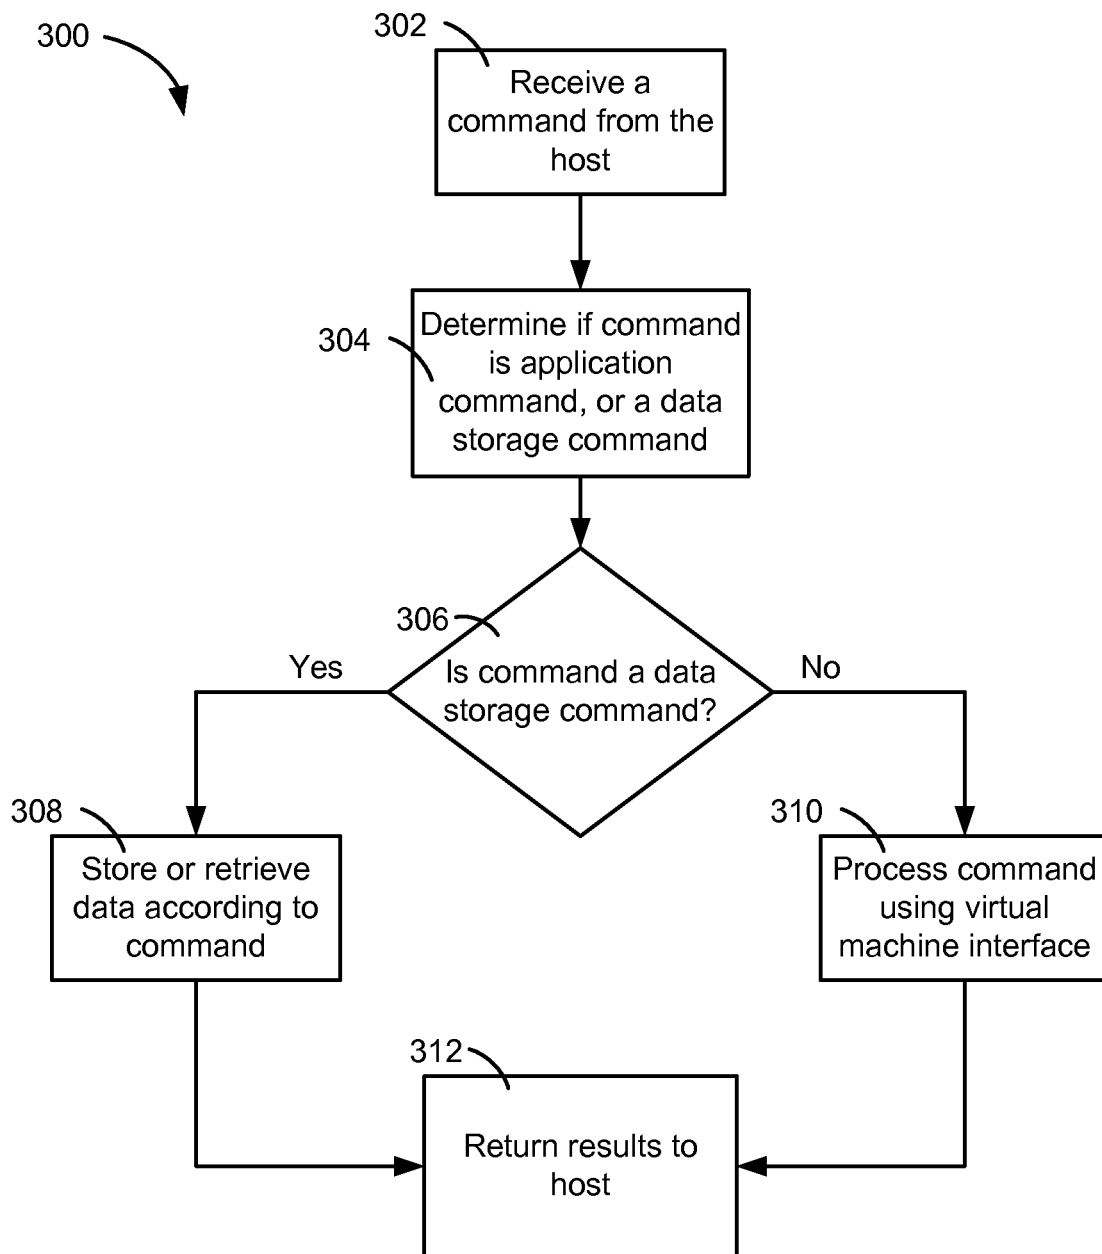 300
302
Receive a
command from the
host
304
Determine if command
is application
command, or a data
storage command
306
Is command a data
storage command?
Yes
No
308
Store or retrieve
data according to
command
310
Process command
using virtual
machine interface
312
Return results to
host